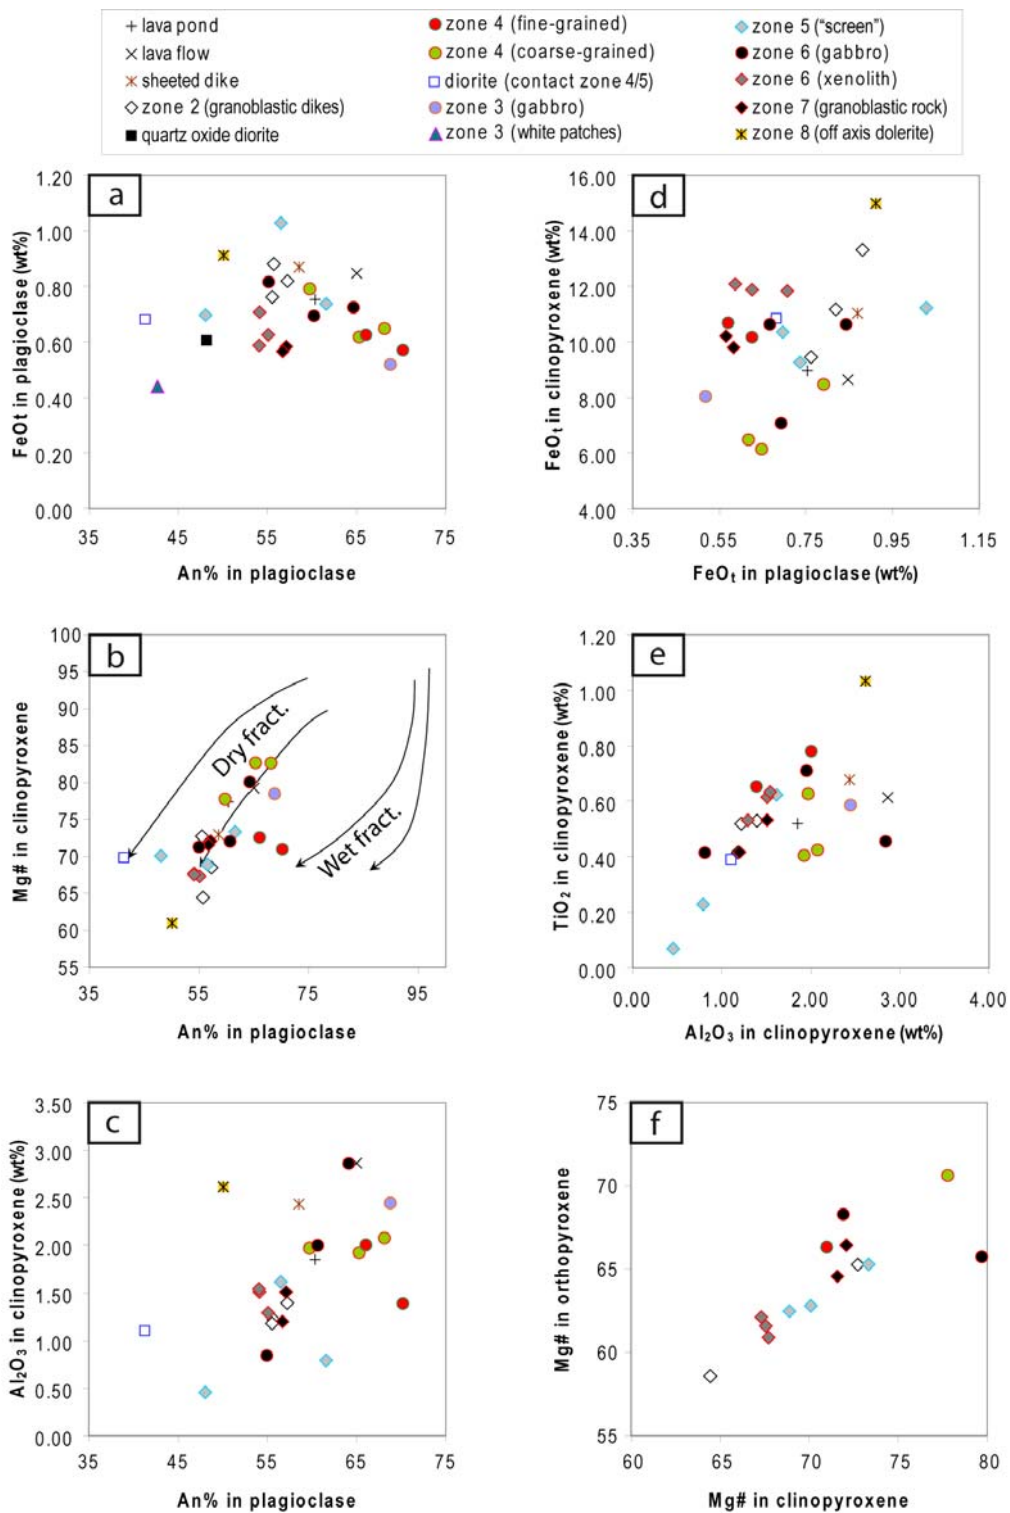 lava pond
lava flow
sheeted dike
zone 2 (granoblastic dikes)
quartz oxide diorite
zone 4 (fine-grained)
zone 4 (coarse-grained)
diorite (contact zone 4/5)
zone 3 (gabbro)
zone 3 (white patches)
zone 5 (“screen”)
zone 6 (gabbro)
zone 6 (xenolith)
zone 7 (granoblastic rock)
zone 8 (off axis dolerite)
a
FeOt in plagioclase (wt%)
1.20
1.00
0.80
0.60
0.40
0.20
0.00
35 45 55 65 75
An% in plagioclase
d
FeOt in clinopyroxene (wt%)
16.00
14.00
12.00
10.00
8.00
6.00
4.00
0.35 0.55 0.75 0.95 1.15
FeOt in plagioclase (wt%)
b
Mg# in clinopyroxene
100
95
90
85
80
75
70
65
60
55
Dry fract.
Wet fract.
35 55 75 95
An% in plagioclase
e
TiO2 in clinopyroxene (wt%)
1.20
1.00
0.80
0.60
0.40
0.20
0.00
0.00 1.00 2.00 3.00 4.00
Al2O3 in clinopyroxene (wt%)
c
Al2O3 in clinopyroxene (wt%)
3.50
3.00
2.50
2.00
1.50
1.00
0.50
0.00
35 45 55 65 75
An% in plagioclase
f
Mg# in orthopyroxene
75
70
65
60
55
60 65 70 75 80
Mg# in clinopyroxene